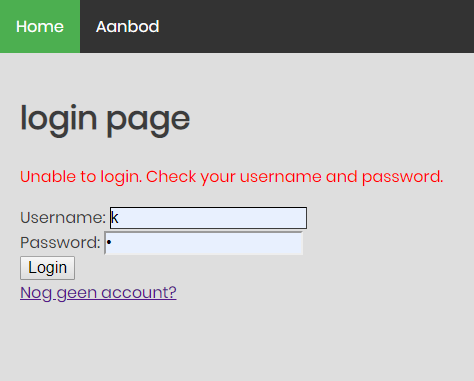 Home Aanbod
login page
Unable to login. Check your username and password.
Username: k
Password: •
Login
Nog geen account?